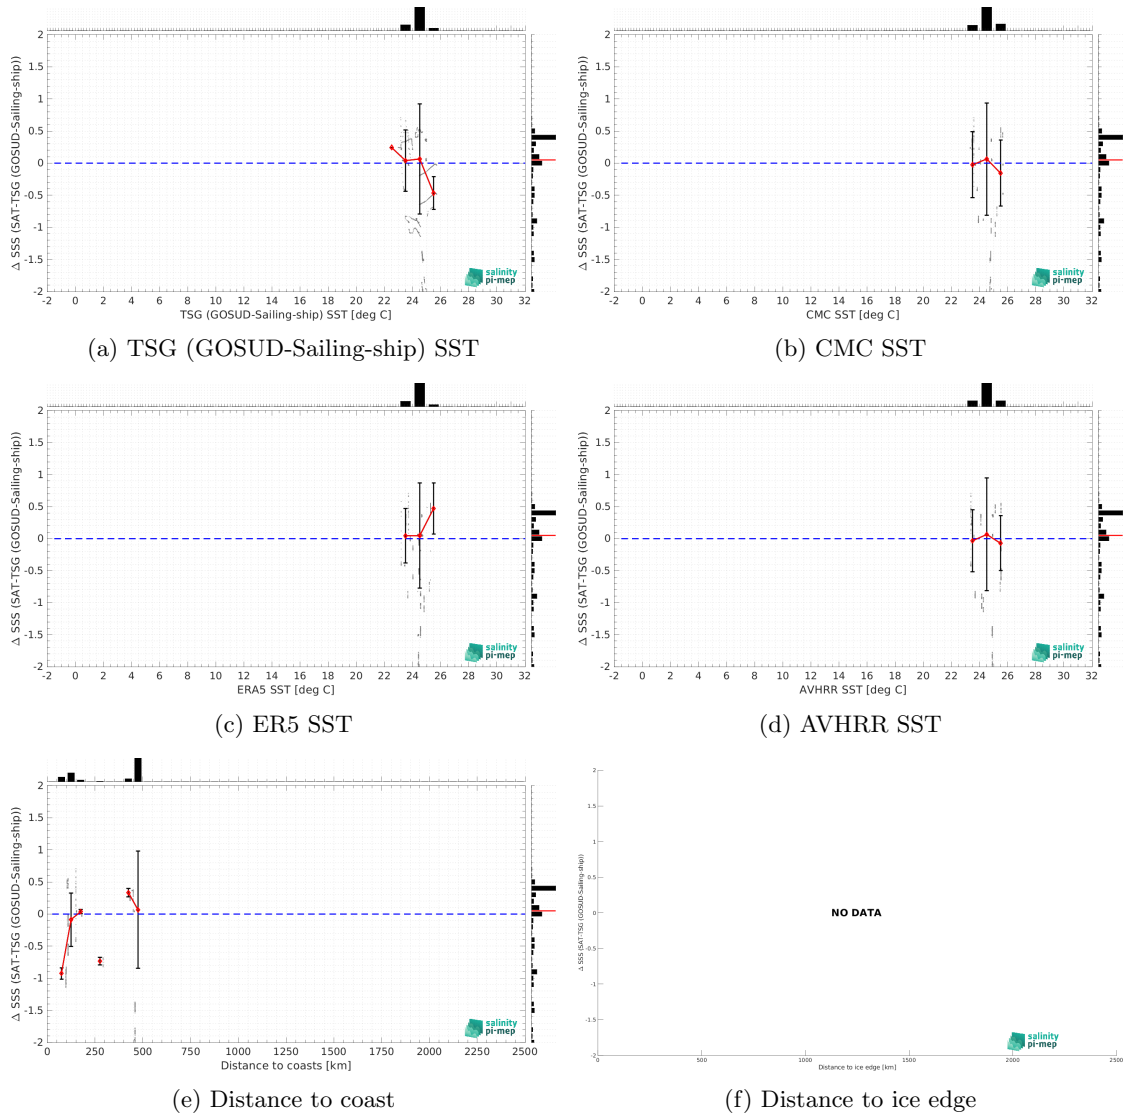 2
1.5
1
0.5
0
-0.5
-1
-1.5
-2
Δ SSS (SAT-TSG (GOSUD-Sailing-ship))
-2 0 2 4 6 8 10 12 14 16 18 20 22 24 26 28 30 32
TSG (GOSUD-Sailing-ship) SST [deg C]
salinity
pi-mep
(a) TSG (GOSUD-Sailing-ship) SST
2
1.5
1
0.5
0
-0.5
-1
-1.5
-2
Δ SSS (SAT-TSG (GOSUD-Sailing-ship))
-2 0 2 4 6 8 10 12 14 16 18 20 22 24 26 28 30 32
CMC SST [deg C]
salinity
pi-mep
(b) CMC SST
2
1.5
1
0.5
0
-0.5
-1
-1.5
-2
Δ SSS (SAT-TSG (GOSUD-Sailing-ship))
-2 0 2 4 6 8 10 12 14 16 18 20 22 24 26 28 30 32
ERA5 SST [deg C]
salinity
pi-mep
(c) ER5 SST
2
1.5
1
0.5
0
-0.5
-1
-1.5
-2
Δ SSS (SAT-TSG (GOSUD-Sailing-ship))
-2 0 2 4 6 8 10 12 14 16 18 20 22 24 26 28 30 32
AVHRR SST [deg C]
salinity
pi-mep
(d) AVHRR SST
2
1.5
1
0.5
0
-0.5
-1
-1.5
-2
Δ SSS (SAT-TSG (GOSUD-Sailing-ship))
0 250 500 750 1000 1250 1500 1750 2000 2250 2500
Distance to coasts [km]
salinity
pi-mep
(e) Distance to coast
2
1.5
1
0.5
0
-0.5
-1
-1.5
-2
Δ SSS (SAT-TSG (GOSUD-Sailing-ship))
NO DATA
0 500 1000 1500 2000 2500
Distance to ice edge [km]
salinity
pi-mep
(f) Distance to ice edge